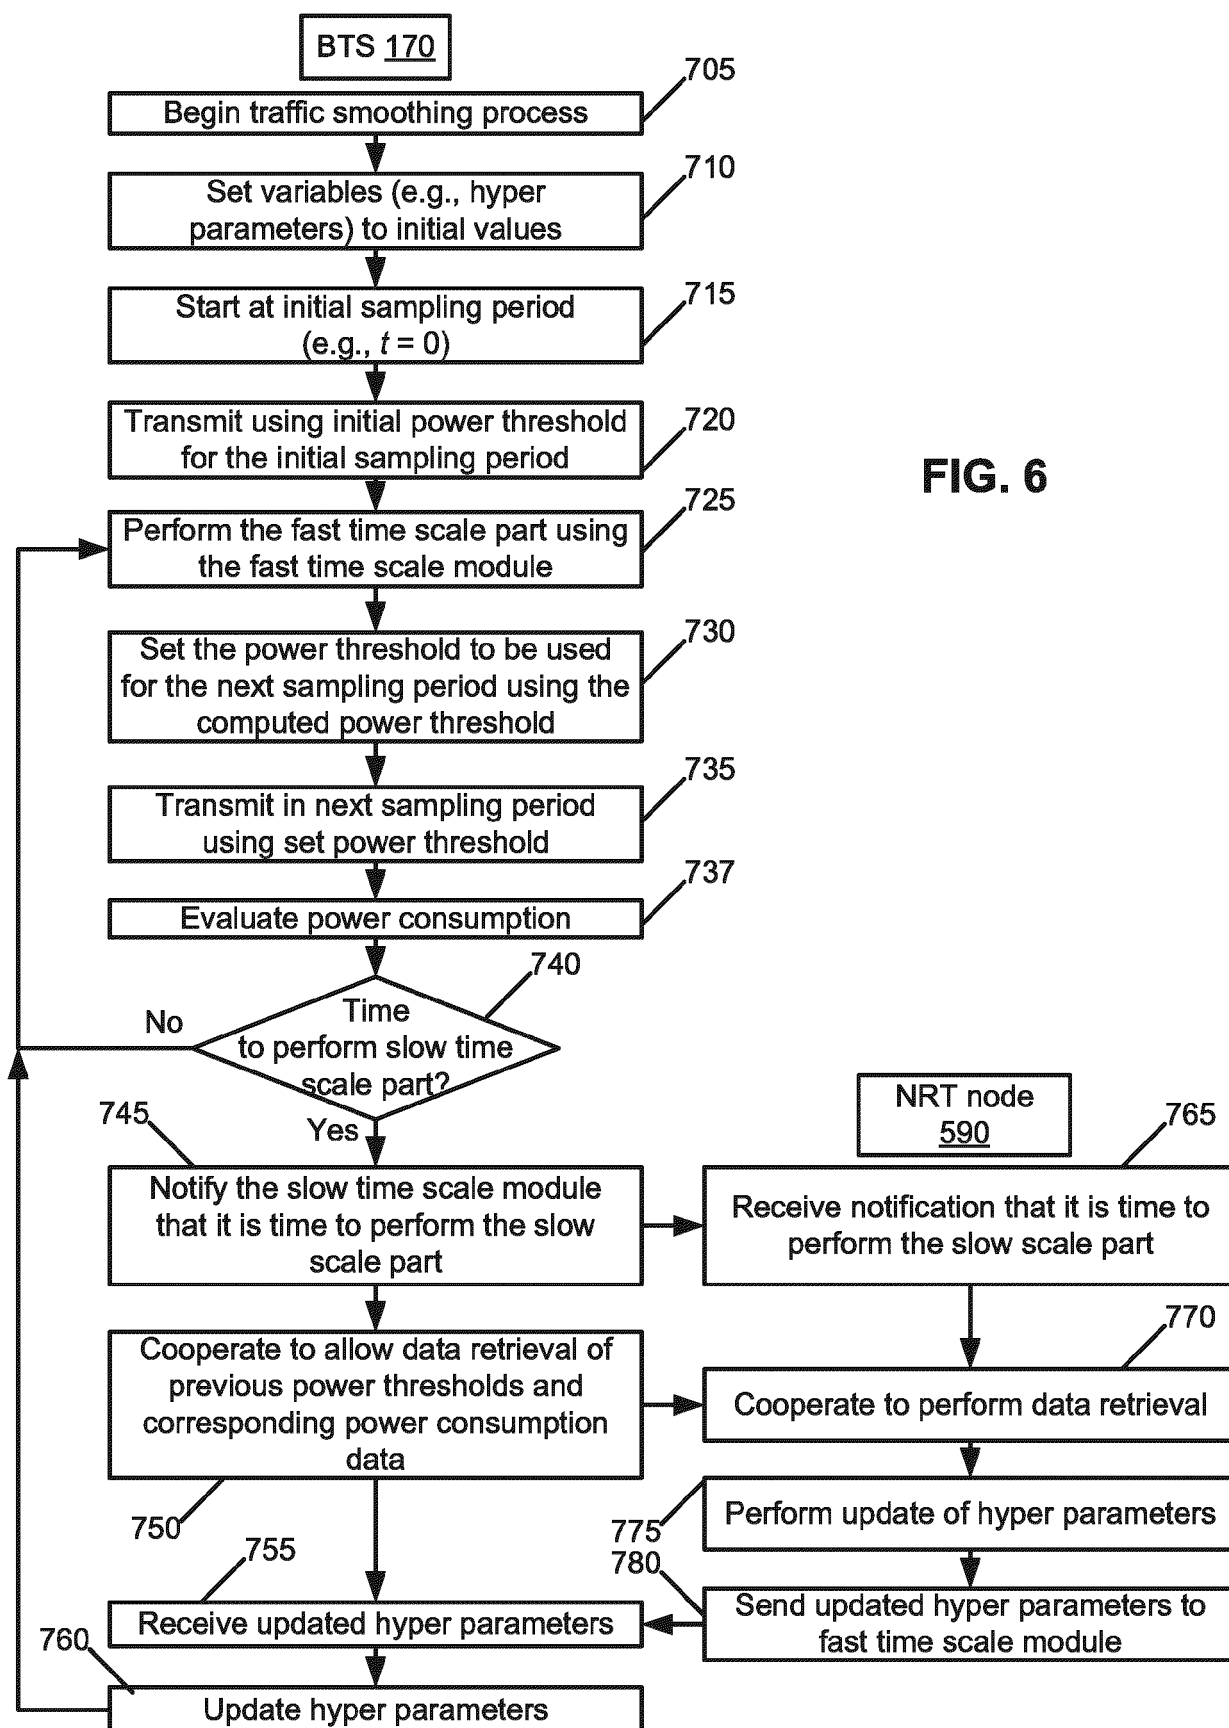 BTS 170
705
Begin traffic smoothing process
710
Set variables (e.g., hyper
parameters) to initial values
715
Start at initial sampling period
(e.g., t = 0)
720
Transmit using initial power threshold
for the initial sampling period
FIG. 6
725
Perform the fast time scale part using
the fast time scale module
730
Set the power threshold to be used
for the next sampling period using the
computed power threshold
735
Transmit in next sampling period
using set power threshold
737
Evaluate power consumption
740
No
Time
to perform slow time
scale part?
Yes
745
NRT node
590
765
Notify the slow time scale module
that it is time to perform the slow
scale part
Receive notification that it is time to
perform the slow scale part
770
Cooperate to allow data retrieval of
previous power thresholds and
corresponding power consumption
data
Cooperate to perform data retrieval
750
775
Perform update of hyper parameters
755
780
Receive updated hyper parameters
Send updated hyper parameters to
fast time scale module
760
Update hyper parameters